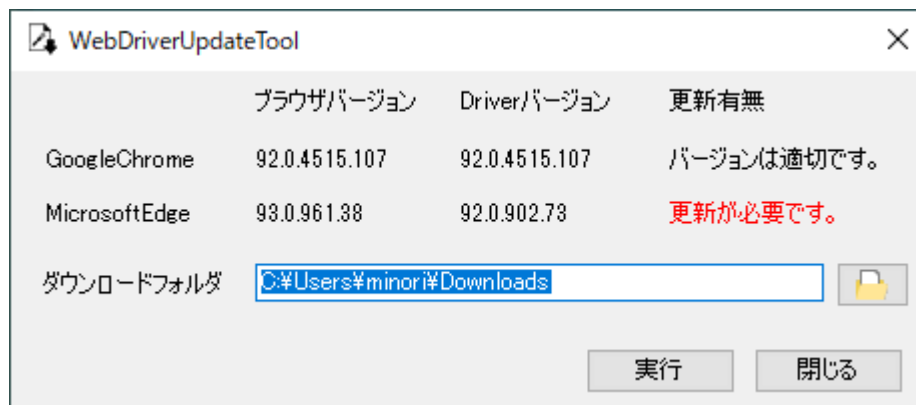 WebDriverUpdateTool
ブラウザバージョン Driverバージョン 更新有無
GoogleChrome 92.0.4515.107 92.0.4515.107 バージョンは適切です。
MicrosoftEdge 93.0.961.38 92.0.902.73 更新が必要です。
ダウンロードフォルダ C:¥Users¥minori¥Downloads
実行 閉じる